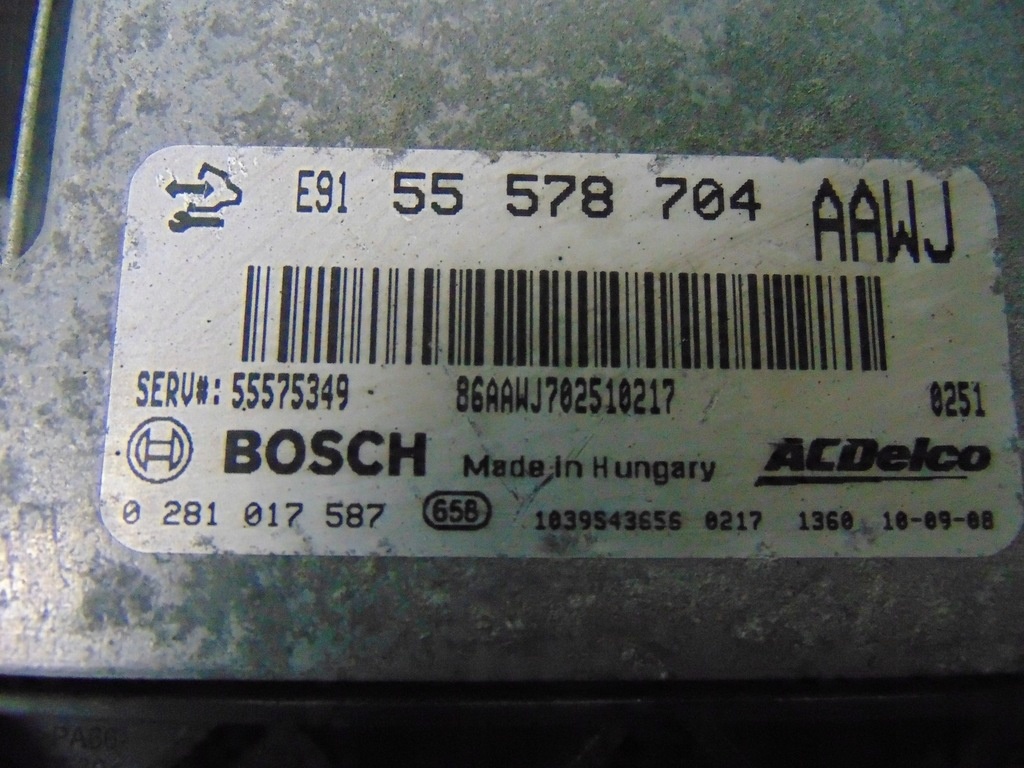 E91 55 578 704 AAWJ
SERV#: 55575349 86AAWJ702510217 0251
BOSCH Made in Hungary ACDelco
0 281 017 587 658 1039S43656 0217 1360 10-09-08